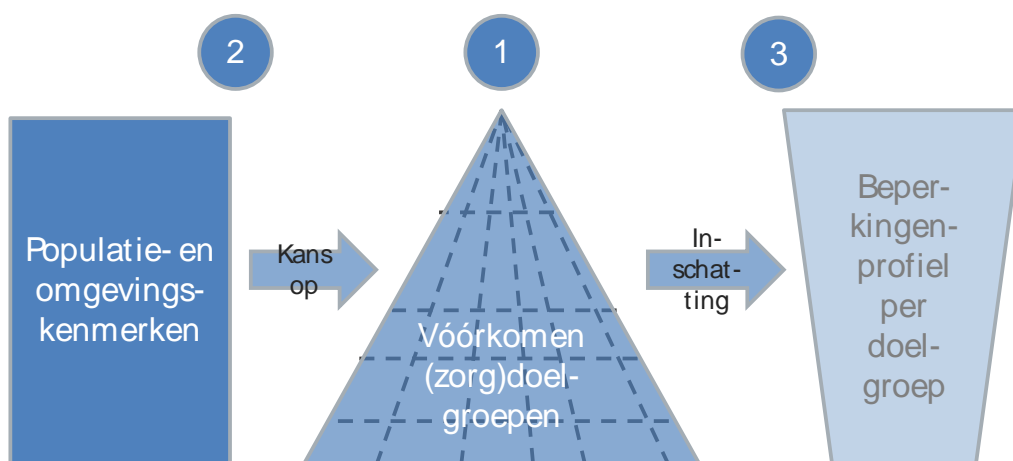 2
1
3
Populatie- en
omgevings-
kenmerken
Kans
op
Vóórkomen
(zorg)doel-
groepen
In-
schat-
ting
Beper-
kingen-
profiel
per
doel-
groep